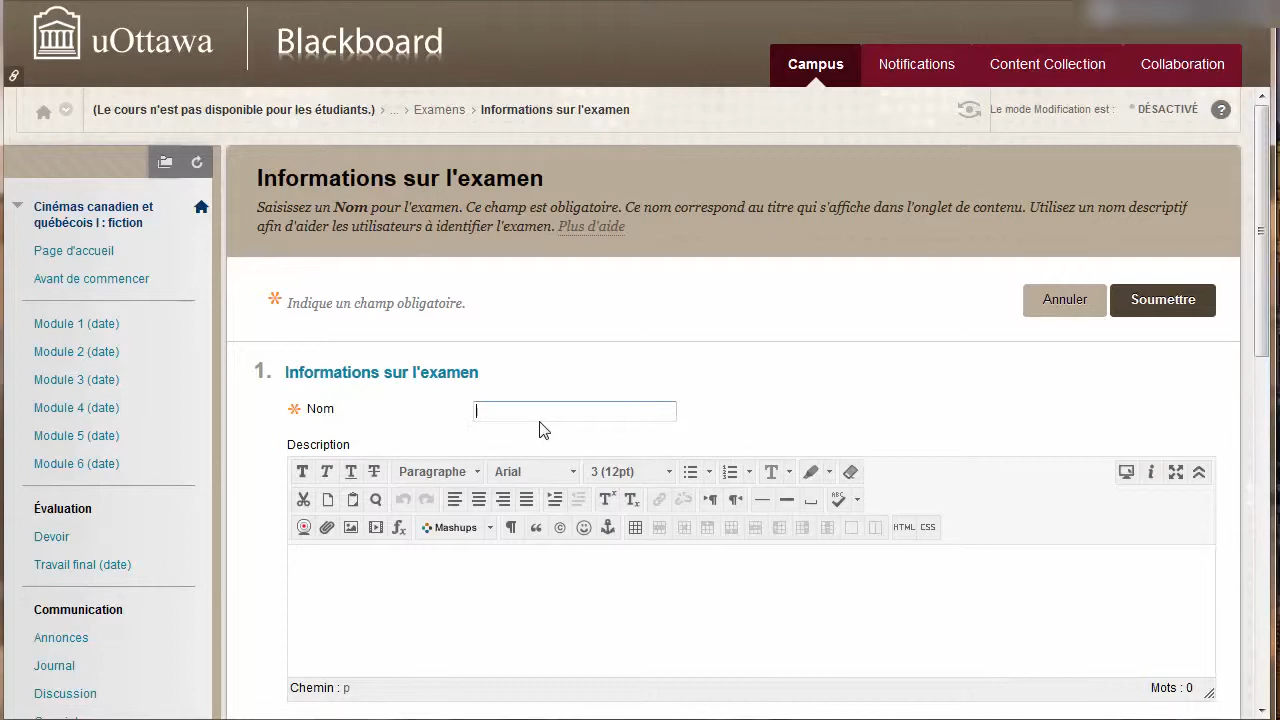 uOttawa Blackboard
Campus Notifications Content Collection Collaboration
(Le cours n'est pas disponible pour les étudiants.) > ... > Examens > Informations sur l'examen
Le mode Modification est : DÉSACTIVÉ ?
Cinémas canadien et
québécois I : fiction
Page d'accueil
Avant de commencer
Module 1 (date)
Module 2 (date)
Module 3 (date)
Module 4 (date)
Module 5 (date)
Module 6 (date)
Évaluation
Devoir
Travail final (date)
Communication
Annonces
Journal
Discussion
Informations sur l'examen
Saisissez un Nom pour l'examen. Ce champ est obligatoire. Ce nom correspond au titre qui s'affiche dans l'onglet de contenu. Utilisez un nom descriptif
afin d'aider les utilisateurs à identifier l'examen. Plus d'aide
* Indique un champ obligatoire.
Annuler Soumettre
1. Informations sur l'examen
* Nom
Description
T T T T Paragraphe Arial 3 (12pt)
Mashups HTML CSS
Chemin : p Mots : 0